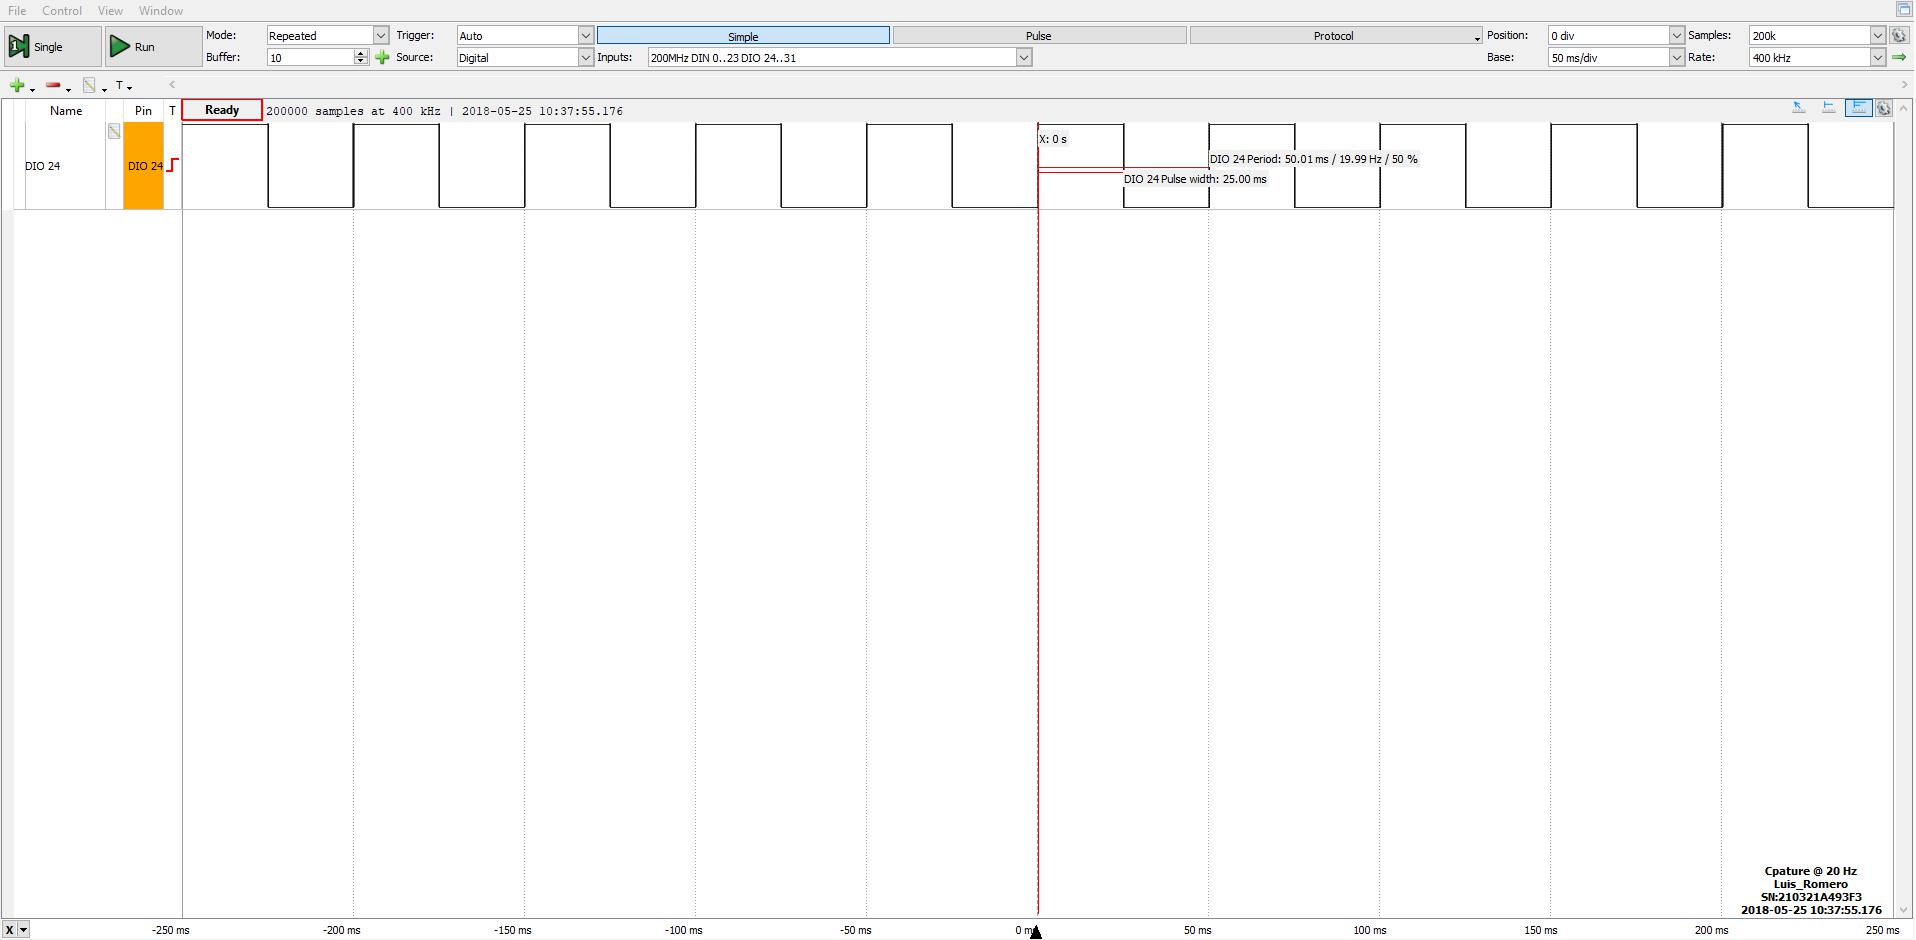 File Control View Window
Single Run Mode: Repeated Trigger: Auto Simple Pulse Protocol Position: 0 div Samples: 200k
Buffer: 10 Source: Digital Inputs: 200MHz DIN 0..23 DIO 24..31 Base: 50 ms/div Rate: 400 kHz
T
Name Pin T Ready 200000 samples at 400 kHz | 2018-05-25 10:37:55.176
X: 0 s
DIO 24 Period: 50.01 ms / 19.99 Hz / 50 %
DIO 24 DIO 24
DIO 24 Pulse width: 25.00 ms
Cpature @ 20 Hz
Luis_Romero
SN:210321A493F3
2018-05-25 10:37:55.176
X -250 ms -200 ms -150 ms -100 ms -50 ms 0 ms 50 ms 100 ms 150 ms 200 ms 250 ms